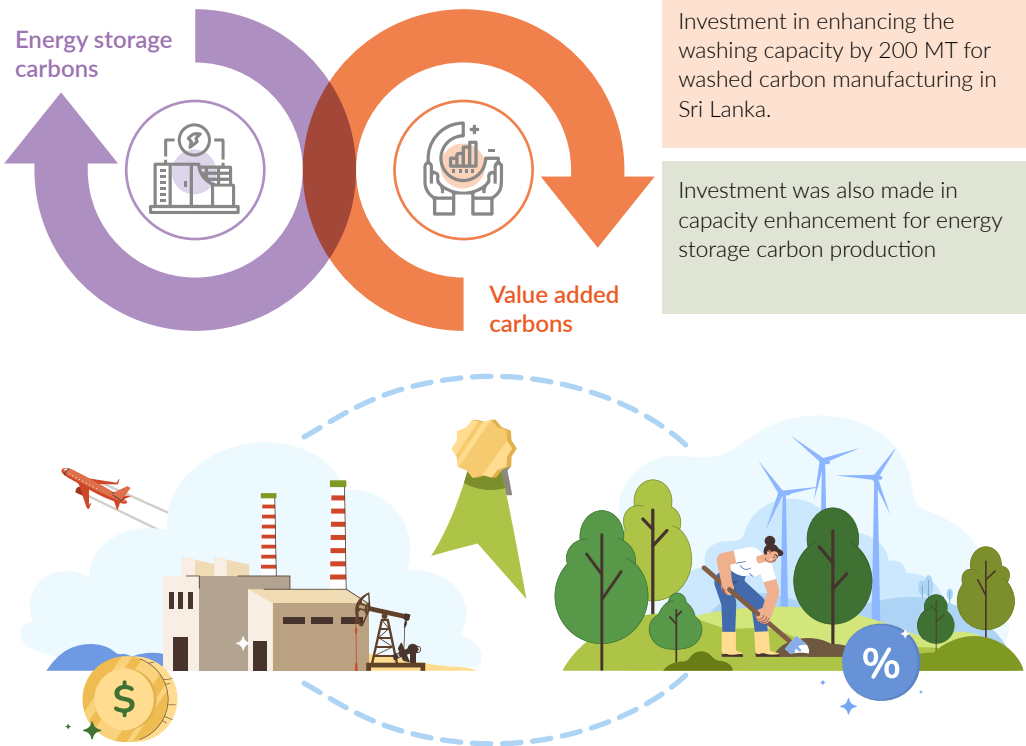 Energy storage
carbons
Value added
carbons
Investment in enhancing the
washing capacity by 200 MT for
washed carbon manufacturing in
Sri Lanka.
Investment was also made in
capacity enhancement for energy
storage carbon production
$
%